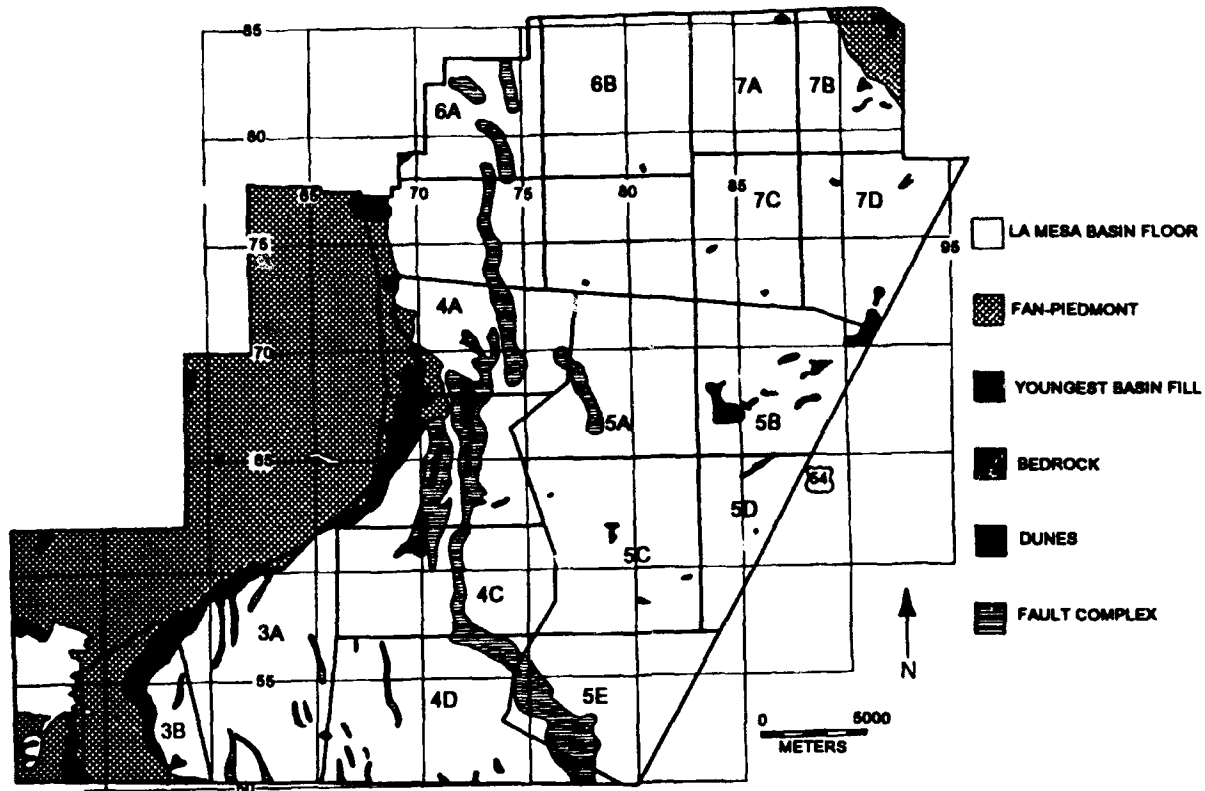 85
6B
7A
7B
6A
80
65
70
75
80
85
7C
7D
75
95
LA MESA BASIN FLOOR
4A
FAN-PIEDMONT
70
YOUNGEST BASIN FILL
5A
5B
65
54
BEDROCK
5D
5C
DUNES
4C
FAULT COMPLEX
3A
N
55
4D
5E
3B
0 5000
METERS